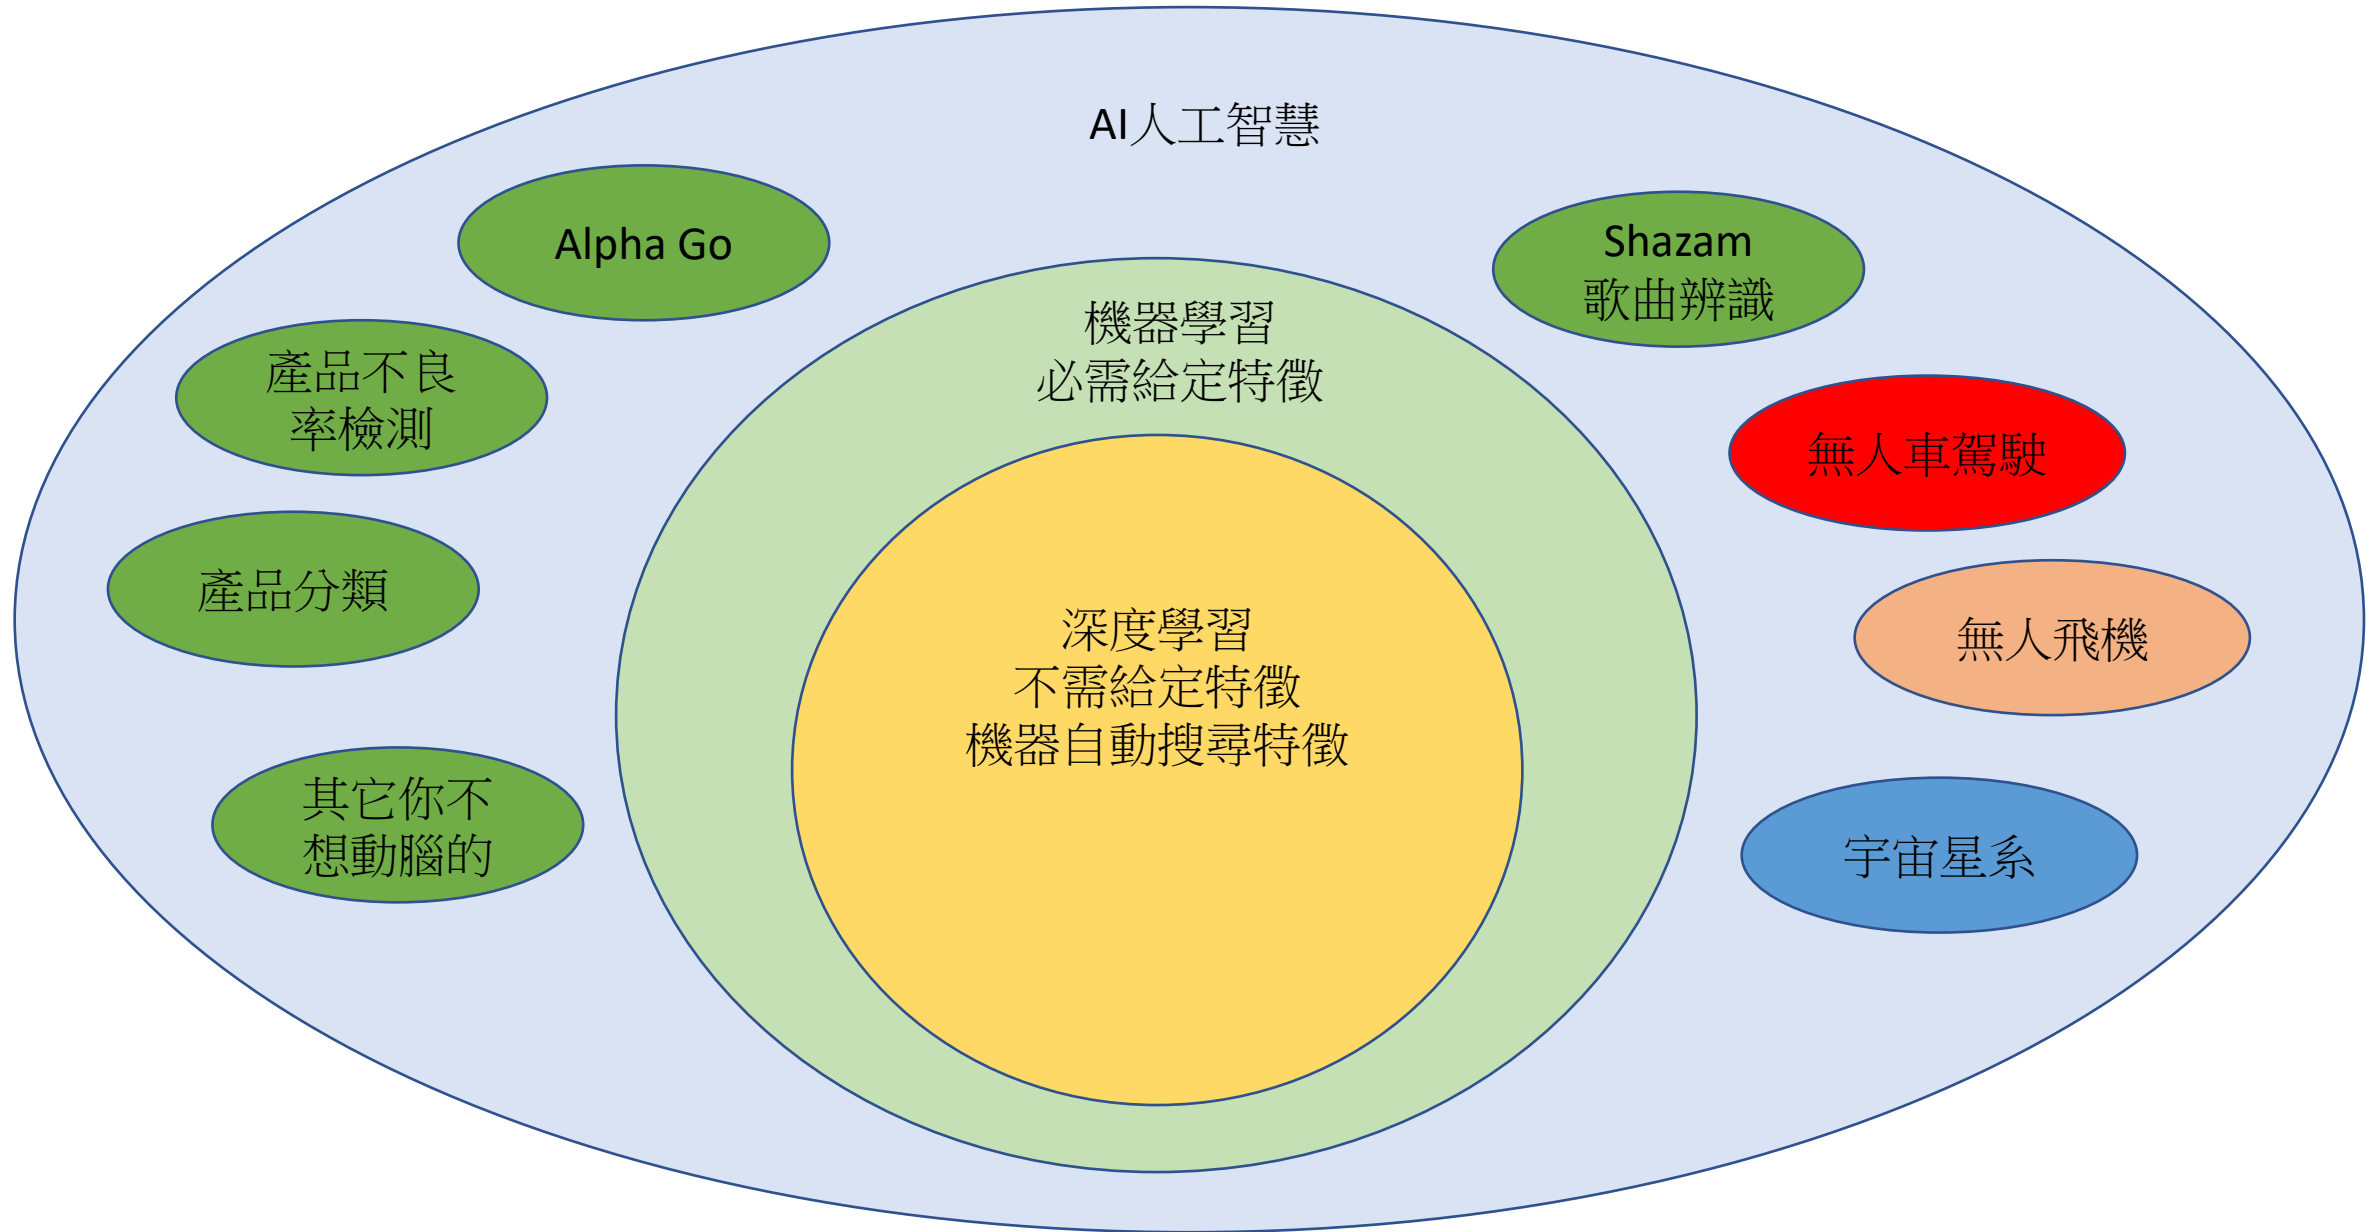 AI人工智慧
Alpha Go
Shazam
歌曲辨識
機器學習
必需給定特徵
產品不良
率檢測
無人車駕駛
產品分類
深度學習
不需給定特徵
機器自動搜尋特徵
無人飛機
其它你不
想動腦的
宇宙星系